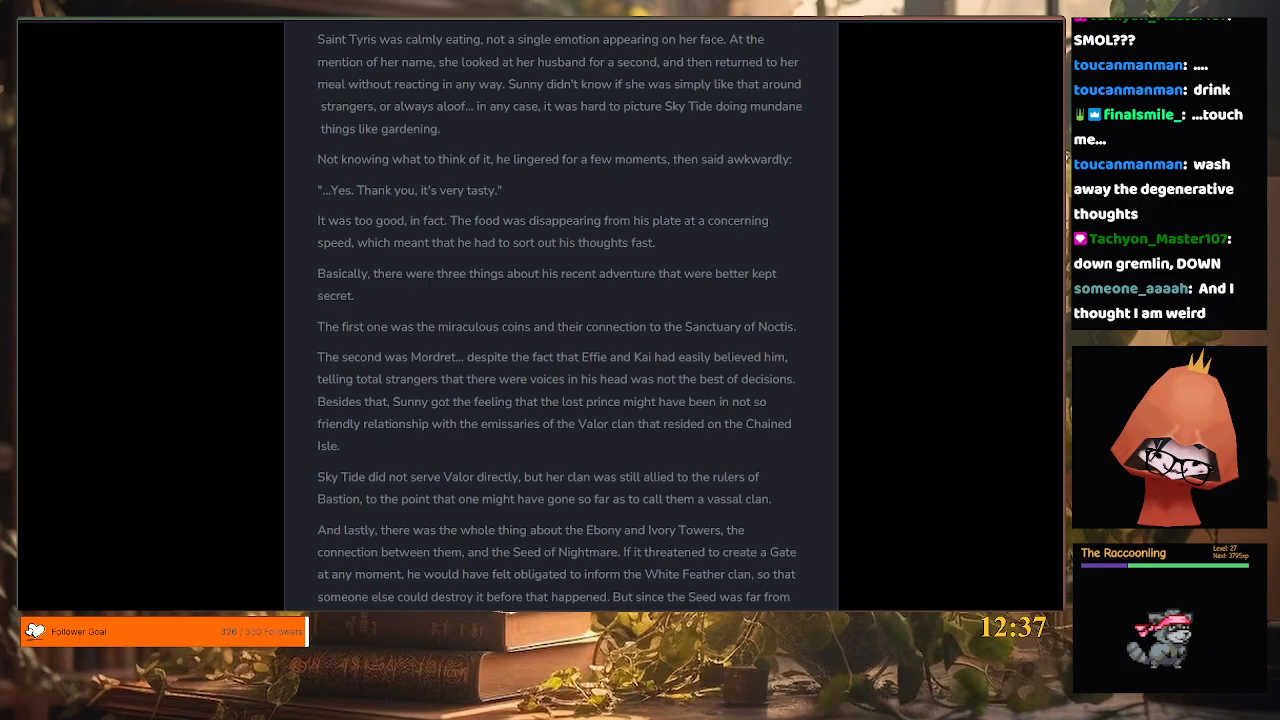 Saint Tyris was calmly eating, not a single emotion appearing on her face. At the
mention of her name, she looked at her husband for a second, and then returned to her
meal without reacting in any way. Sunny didn't know if she was simply like that around
strangers, or always aloof... in any case, it was hard to picture Sky Tide doing mundane
things like gardening.
Not knowing what to think of it, he lingered for a few moments, then said awkwardly:
"...Yes. Thank you, it's very tasty."
It was too good, in fact. The food was disappearing from his plate at a concerning
speed, which meant that he had to sort out his thoughts fast.
Basically, there were three things about his recent adventure that were better kept
secret.
The first one was the miraculous coins and their connection to the Sanctuary of Noctis.
The second was Mordret... despite the fact that Effie and Kai had easily believed him,
telling total strangers that there were voices in his head was not the best of decisions.
Besides that, Sunny got the feeling that the lost prince might have been in not so
friendly relationship with the emissaries of the Valor clan that resided on the Chained
Isle.
Sky Tide did not serve Valor directly, but her clan was still allied to the rulers of
Bastion, to the point that one might have gone so far as to call them a vassal clan.
And lastly, there was the whole thing about the Ebony and Ivory Towers, the
connection between them, and the Seed of Nightmare. If it threatened to create a Gate
at any moment, he would have felt obligated to inform the White Feather clan, so that
someone else could destroy it before that happened. But since the Seed was far from
SMOL???
toucanmanman: ....
toucanmanman: drink
finalsmile_: ...touch
me...
toucanmanman: wash
away the degenerative
thoughts
Tachyon_Master107:
down gremlin, DOWN
someone_aaaah: And I
thought I am weird
The Raccoonling
Level: 27
Next: 3795xp
Follower Goal
326 / 330 Followers
12:37